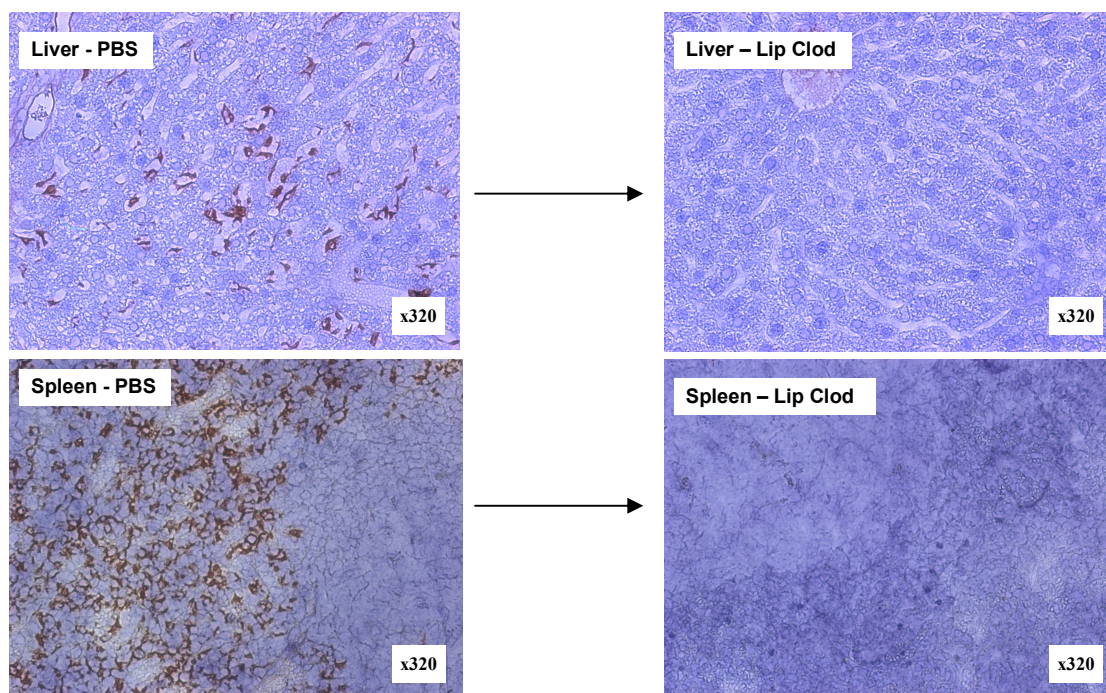 Liver - PBS
Liver – Lip Clod
x320
x320
Spleen - PBS
Spleen – Lip Clod
x320
x320